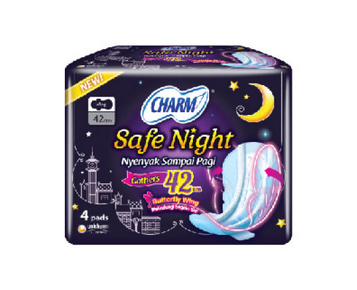 NEW!
CHARM
42cm
Safe Night
Nyenyak Sampai Pagi
Gathers 42cm
Butterfly Wing
4 pads